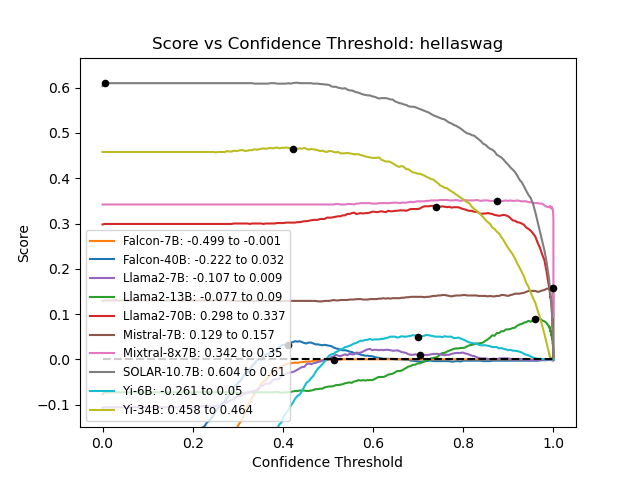 Score vs Confidence Threshold: hellaswag
0.6
0.5
0.4
0.3
0.2
0.1
0.0
−0.1
Score
Falcon-7B: -0.499 to -0.001
Falcon-40B: -0.222 to 0.032
Llama2-7B: -0.107 to 0.009
Llama2-13B: -0.077 to 0.09
Llama2-70B: 0.298 to 0.337
Mistral-7B: 0.129 to 0.157
Mixtral-8x7B: 0.342 to 0.35
SOLAR-10.7B: 0.604 to 0.61
Yi-6B: -0.261 to 0.05
Yi-34B: 0.458 to 0.464
0.0 0.2 0.4 0.6 0.8 1.0
Confidence Threshold